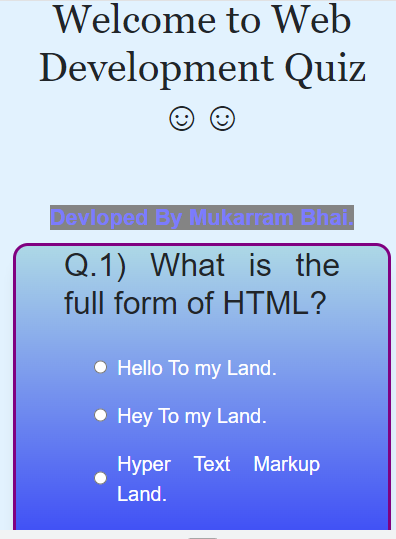 Welcome to Web
Development Quiz
☺☺
Devloped By Mukarram Bhai.
Q.1) What is the
full form of HTML?
Hello To my Land.
Hey To my Land.
Hyper Text Markup
Land.